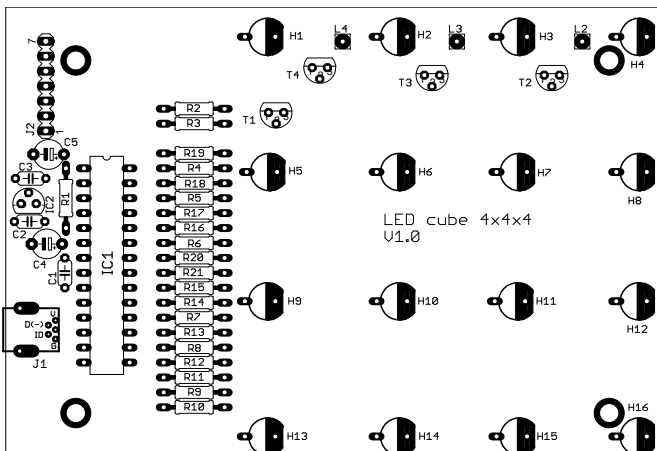 L4
L3
L2
H1
H2
H3
H4
7
T4
T3
T2
R2
R3
T1
J2
1
C5
R19
C3
R4
H5
H6
H7
H8
R18
R1
R5
IC2
R17
LED cube 4x4x4
C2
R16
V1.0
C4
R6
IC1
R20
C1
R21
R15
H9
H10
H11
H12
R14
V
R7
D(-)
ID
R13
G
R8
J1
R12
R11
R9
R10
H16
H13
H14
H15